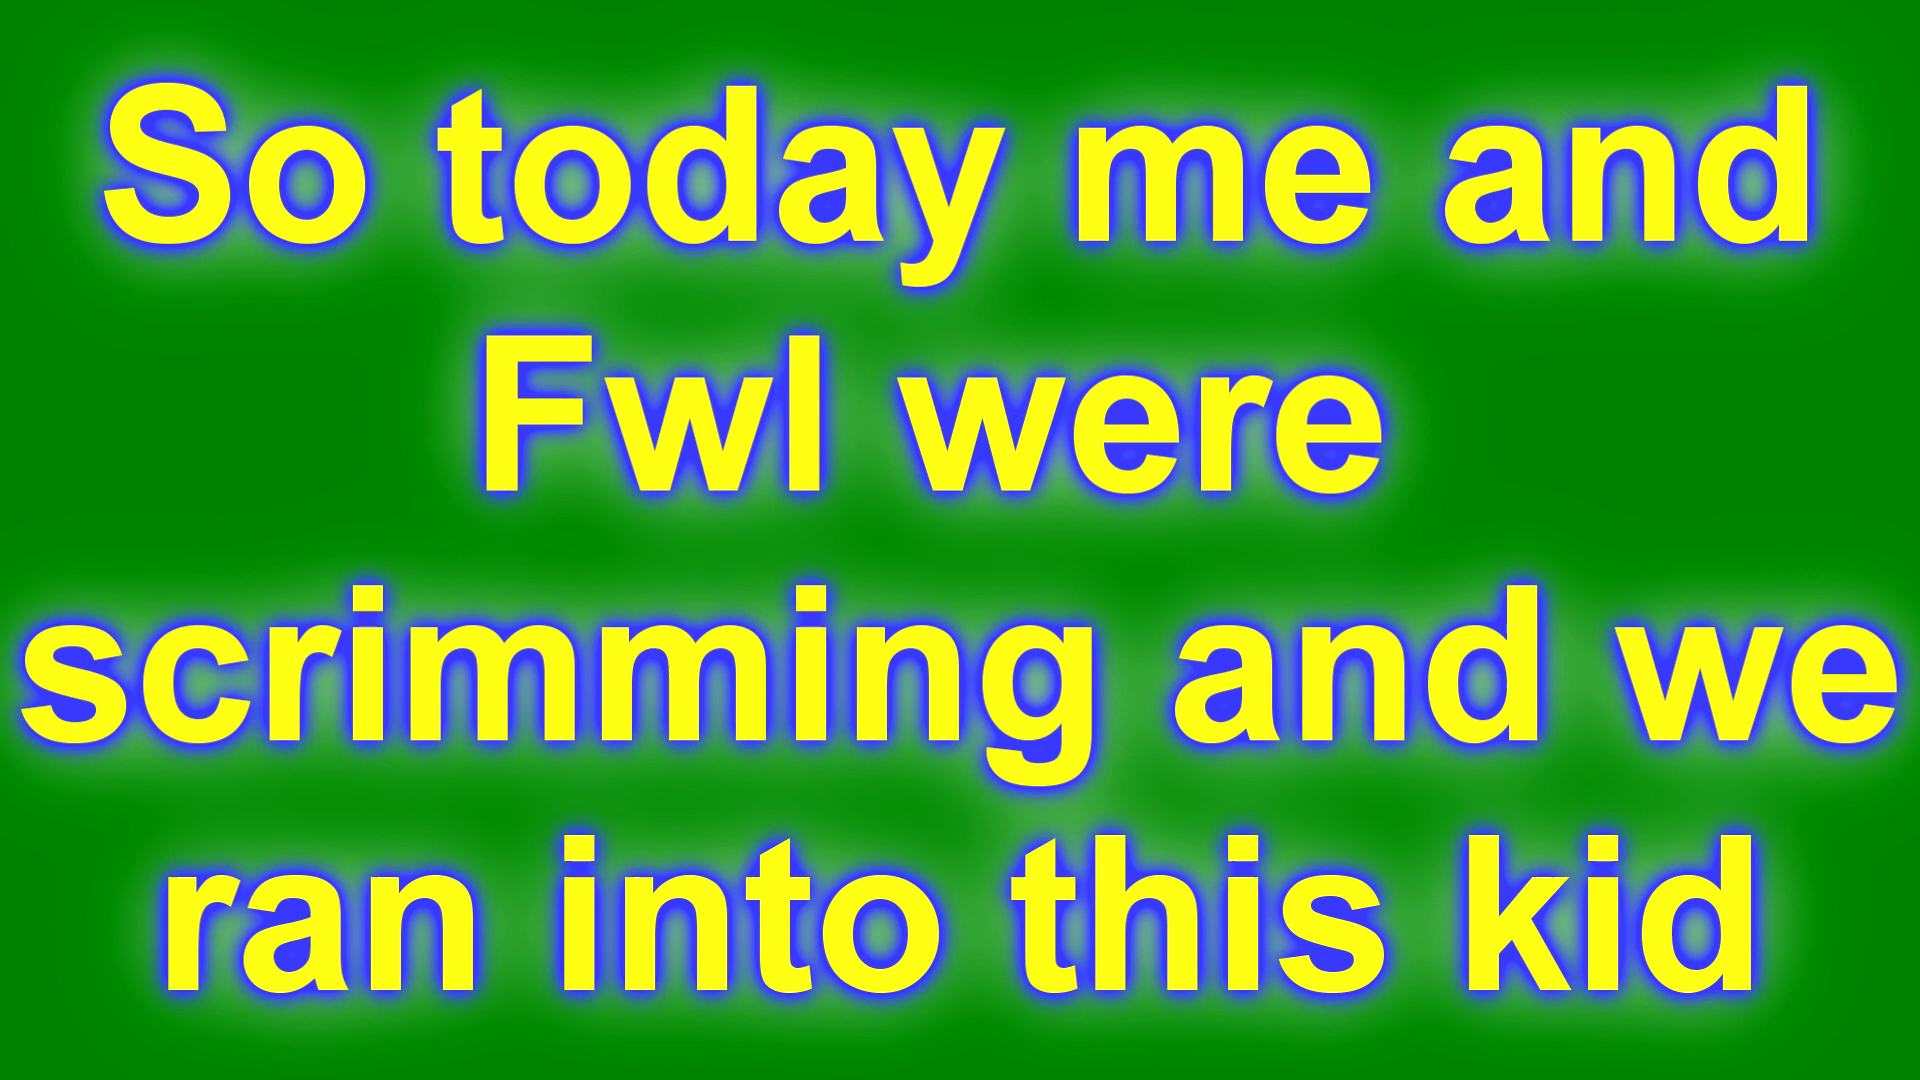 So today me and
Fwl were
scrimming and we
ran into this kid